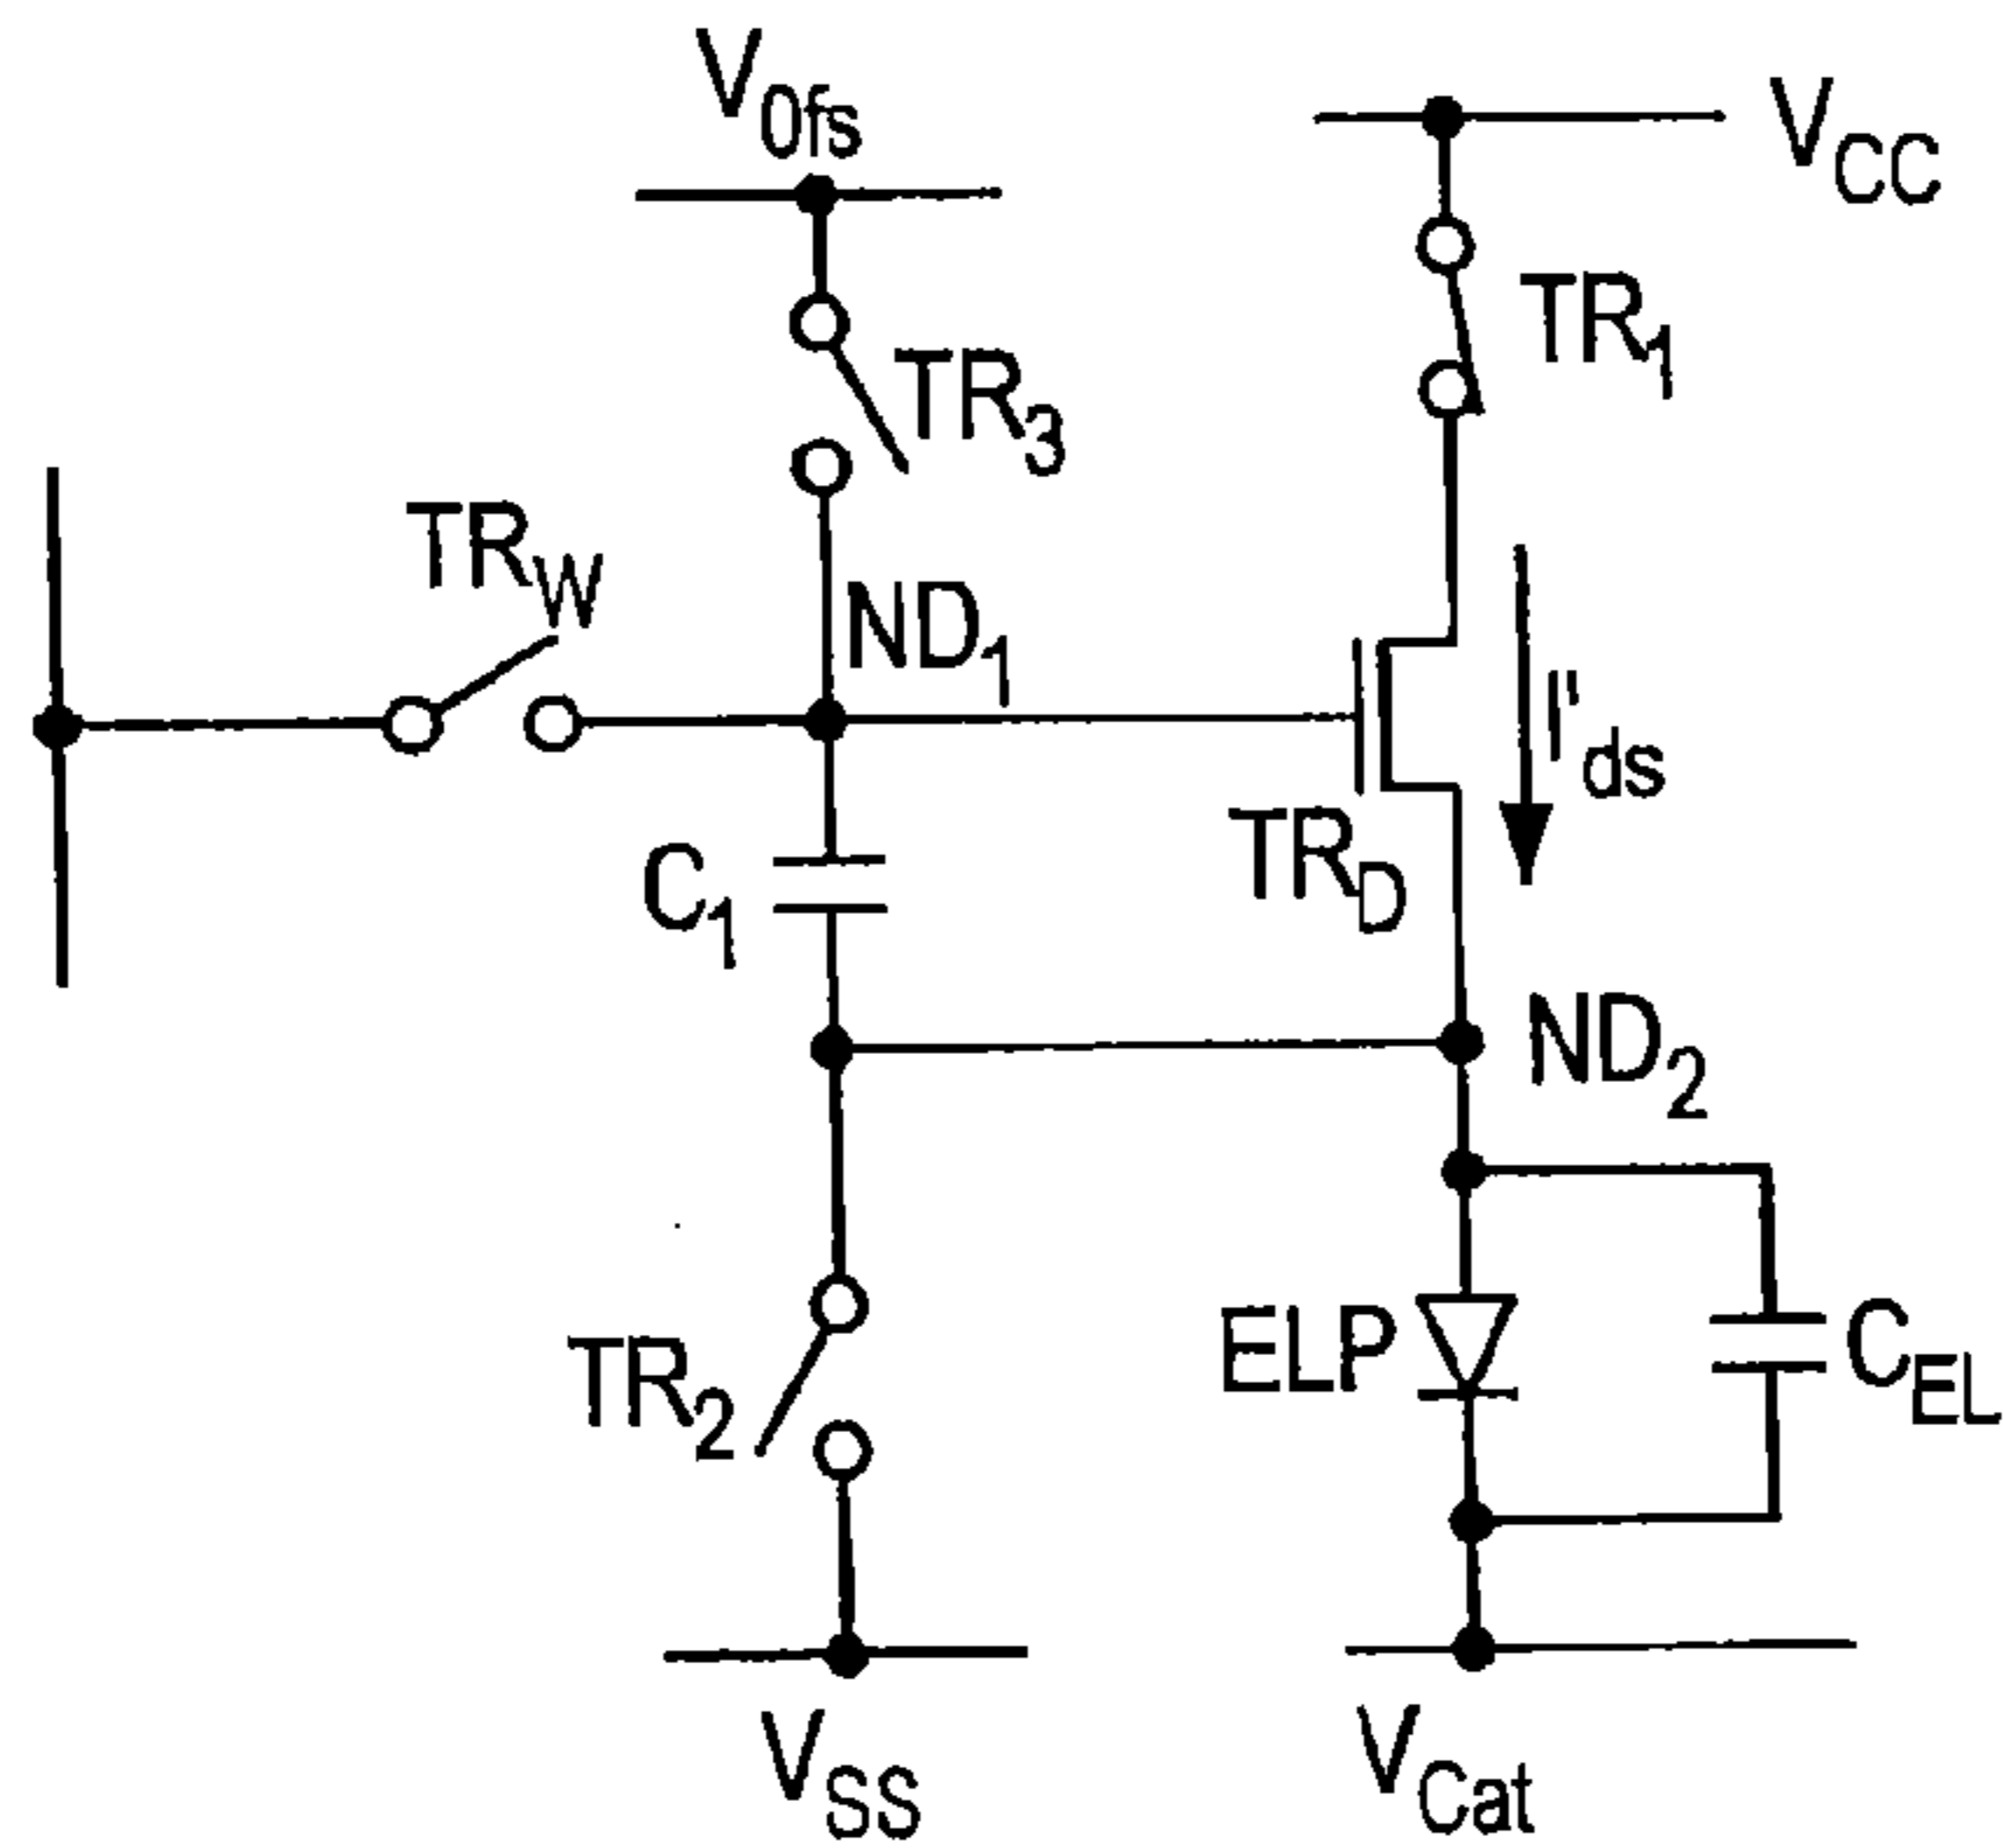 V0fs
VCC
TR1
TR3
TRW
ND1
I"ds
TRD
C1
ND2
ELP
CEL
TR2
VSS
VCat